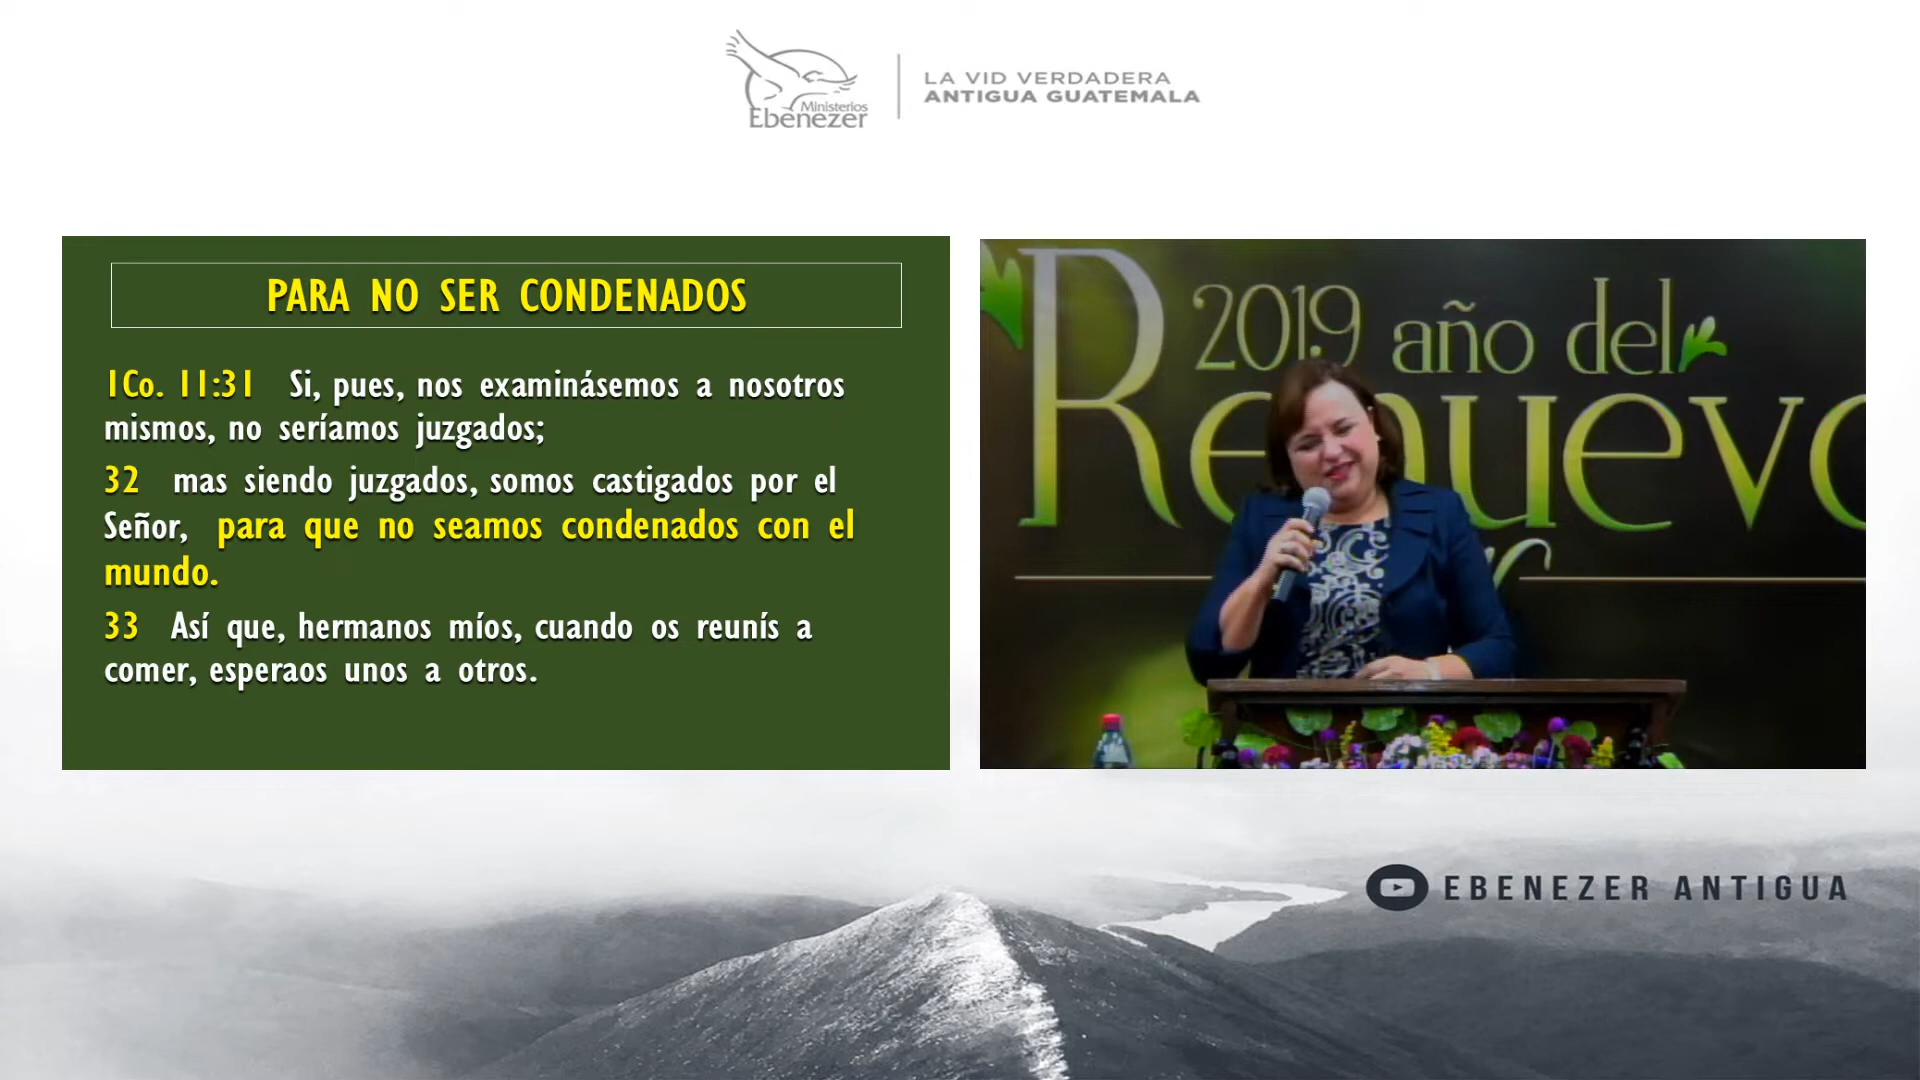 Ministerios
Ebenezer
LA VID VERDADERA
ANTIGUA GUATEMALA
PARA NO SER CONDENADOS
1Co. 11:31 Si, pues, nos examinásemos a nosotros
mismos, no seríamos juzgados;
32 mas siendo juzgados, somos castigados por el
Señor, para que no seamos condenados con el
mundo.
33 Así que, hermanos míos, cuando os reunís a
comer, esperaos unos a otros.
2019 año del
Renuevo
EBENEZER ANTIGUA